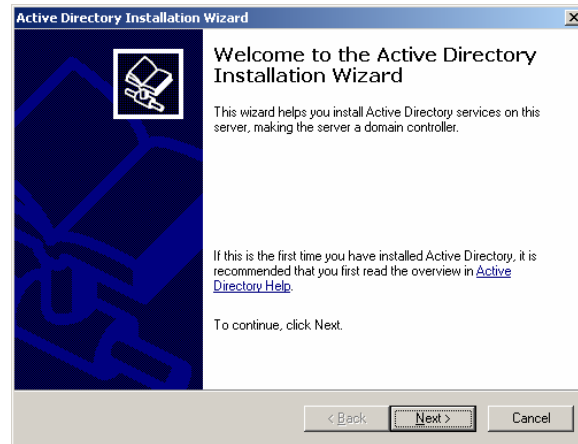 Active Directory Installation Wizard
Welcome to the Active Directory
Installation Wizard
This wizard helps you install Active Directory services on this
server, making the server a domain controller.
If this is the first time you have installed Active Directory, it is
recommended that you first read the overview in Active
Directory Help.
To continue, click Next.
< Back Next > Cancel